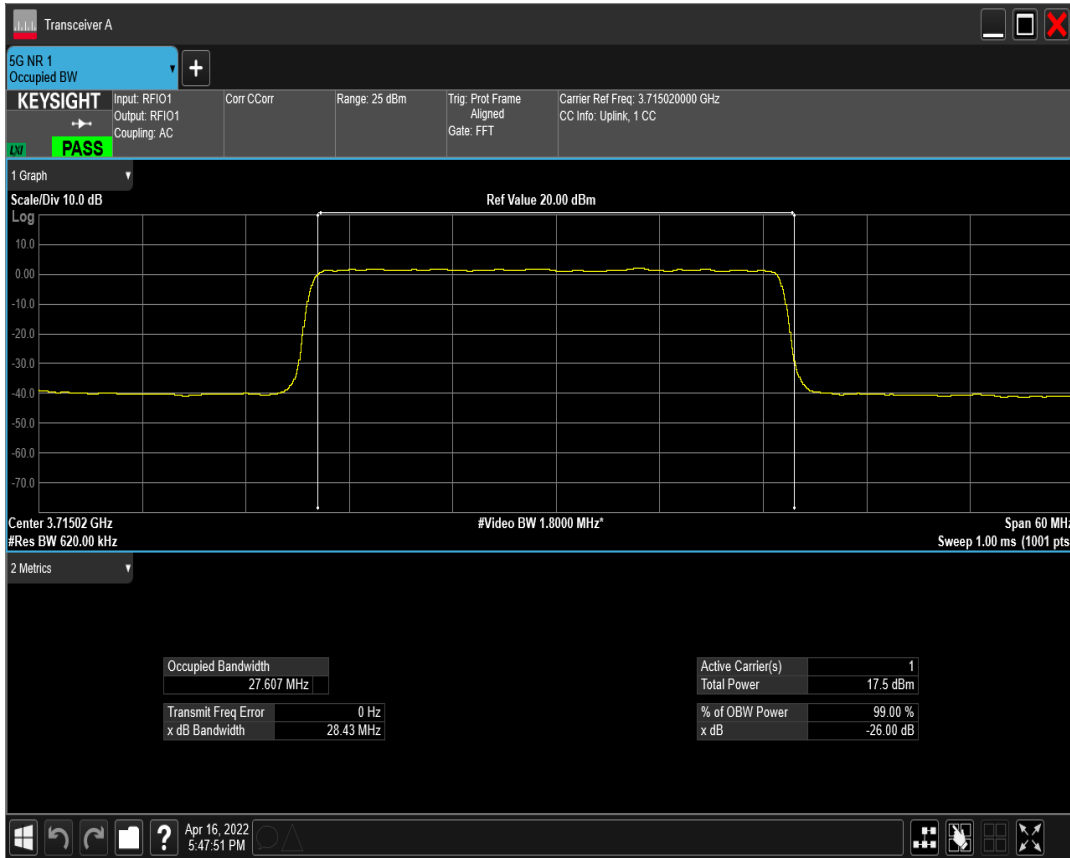 Transceiver A
5G NR 1
Occupied BW
KEYSIGHT
LXI
PASS
Input: RFIO1
Output: RFIO1
Coupling: AC
Corr CCorr
Range: 25 dBm
Trig: Prot Frame
Aligned
Gate: FFT
Carrier Ref Freq: 3.715020000 GHz
CC Info: Uplink, 1 CC
1 Graph
Scale/Div 10.0 dB
Ref Value 20.00 dBm
Log
10.0
0.00
-10.0
-20.0
-30.0
-40.0
-50.0
-60.0
-70.0
Center 3.71502 GHz
#Video BW 1.8000 MHz*
Span 60 MHz
#Res BW 620.00 kHz
Sweep 1.00 ms (1001 pts
2 Metrics
Occupied Bandwidth
27.607 MHz
Transmit Freq Error 0 Hz
x dB Bandwidth 28.43 MHz
Active Carrier(s) 1
Total Power 17.5 dBm
% of OBW Power 99.00 %
x dB -26.00 dB
Apr 16, 2022
5:47:51 PM